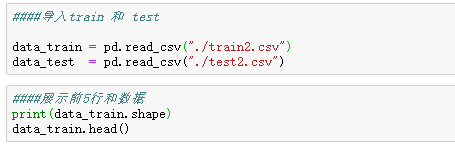 ####导入train 和 test
data_train = pd.read_csv("./train2.csv")
data_test  = pd.read_csv("./test2.csv")
####展示前5行和数据
print(data_train.shape)
data_train.head()